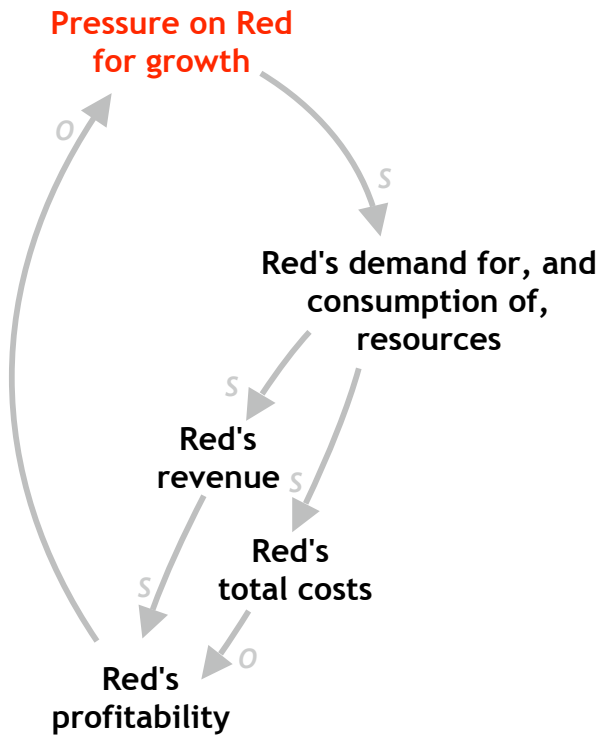 Pressure on Red
for growth
O
S
Red's demand for, and
consumption of,
resources
S
Red's
revenue
S
Red's
total costs
S
O
Red's
profitability